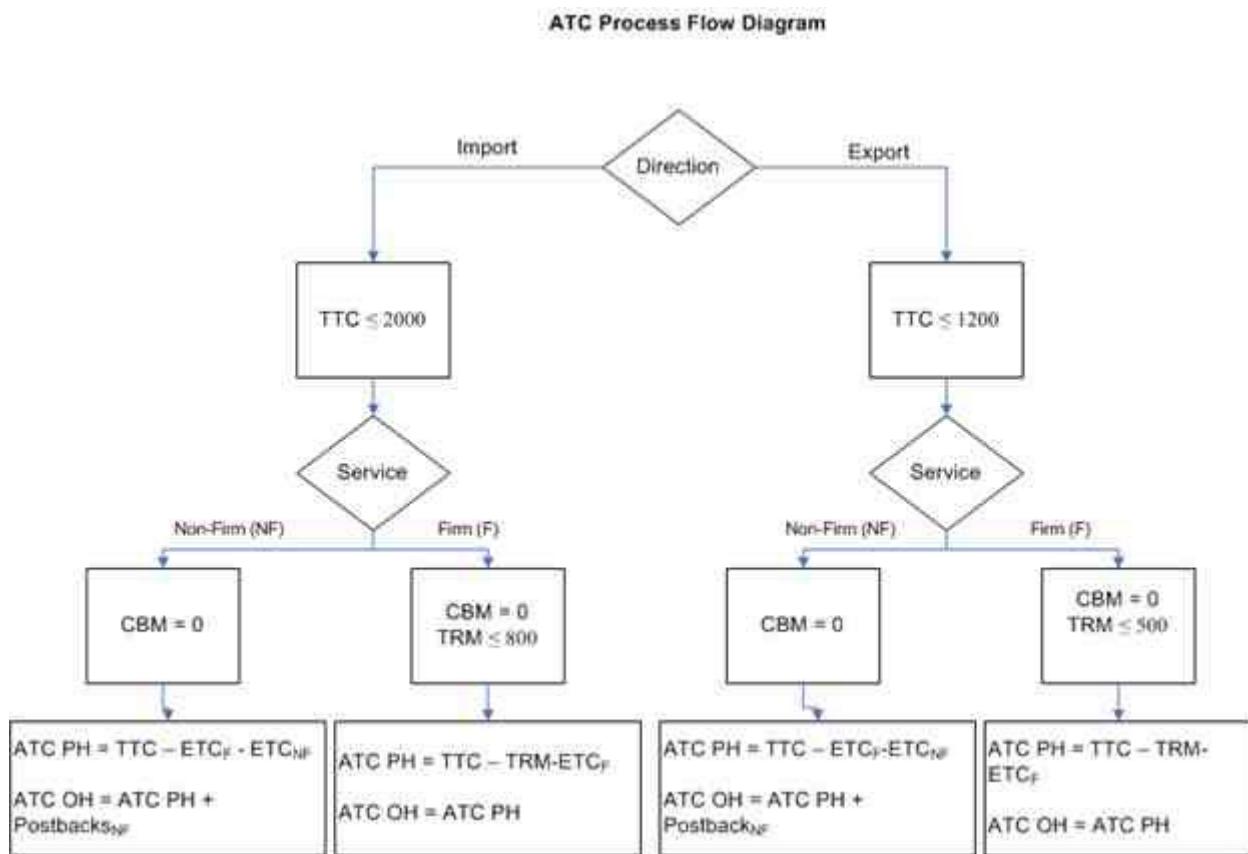 ATC Process Flow Diagram
Import
Direction
Export
TTC ≤ 2000
TTC ≤ 1200
Service
Service
Non-Firm (NF)
Firm (F)
Non-Firm (NF)
Firm (F)
CBM = 0
CBM = 0
TRM ≤ 800
CBM = 0
CBM = 0
TRM ≤ 500
ATC PH = TTC – ETCF - ETCNF
ATC OH = ATC PH +
PostbacksNF
ATC PH = TTC – TRM-ETCF
ATC OH = ATC PH
ATC PH = TTC – ETCF-ETCNF
ATC OH = ATC PH +
PostbackNF
ATC PH = TTC – TRM-
ETCF
ATC OH = ATC PH